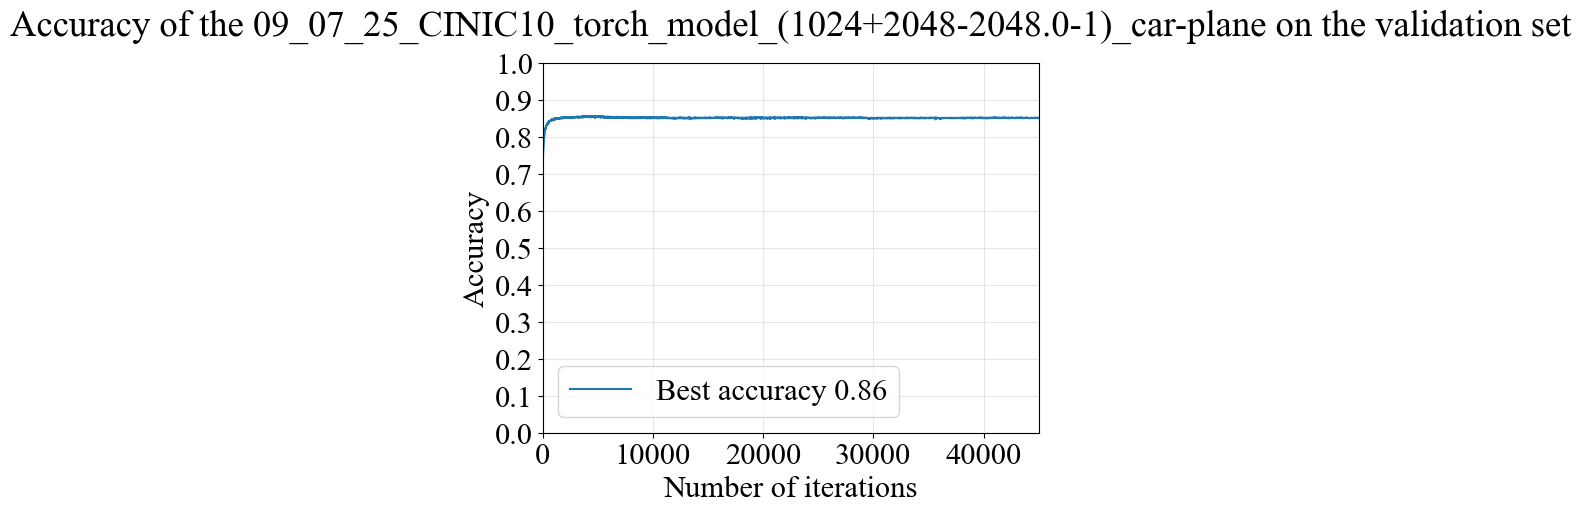 Accuracy of the 09_07_25_CINIC10_torch_model_(1024+2048-2048.0-1)_car-plane on the validation set
1.0
0.9
0.8
0.7
0.6
0.5
0.4
0.3
0.2
0.1
0.0
Accuracy
Best accuracy 0.86
0 10000 20000 30000 40000
Number of iterations